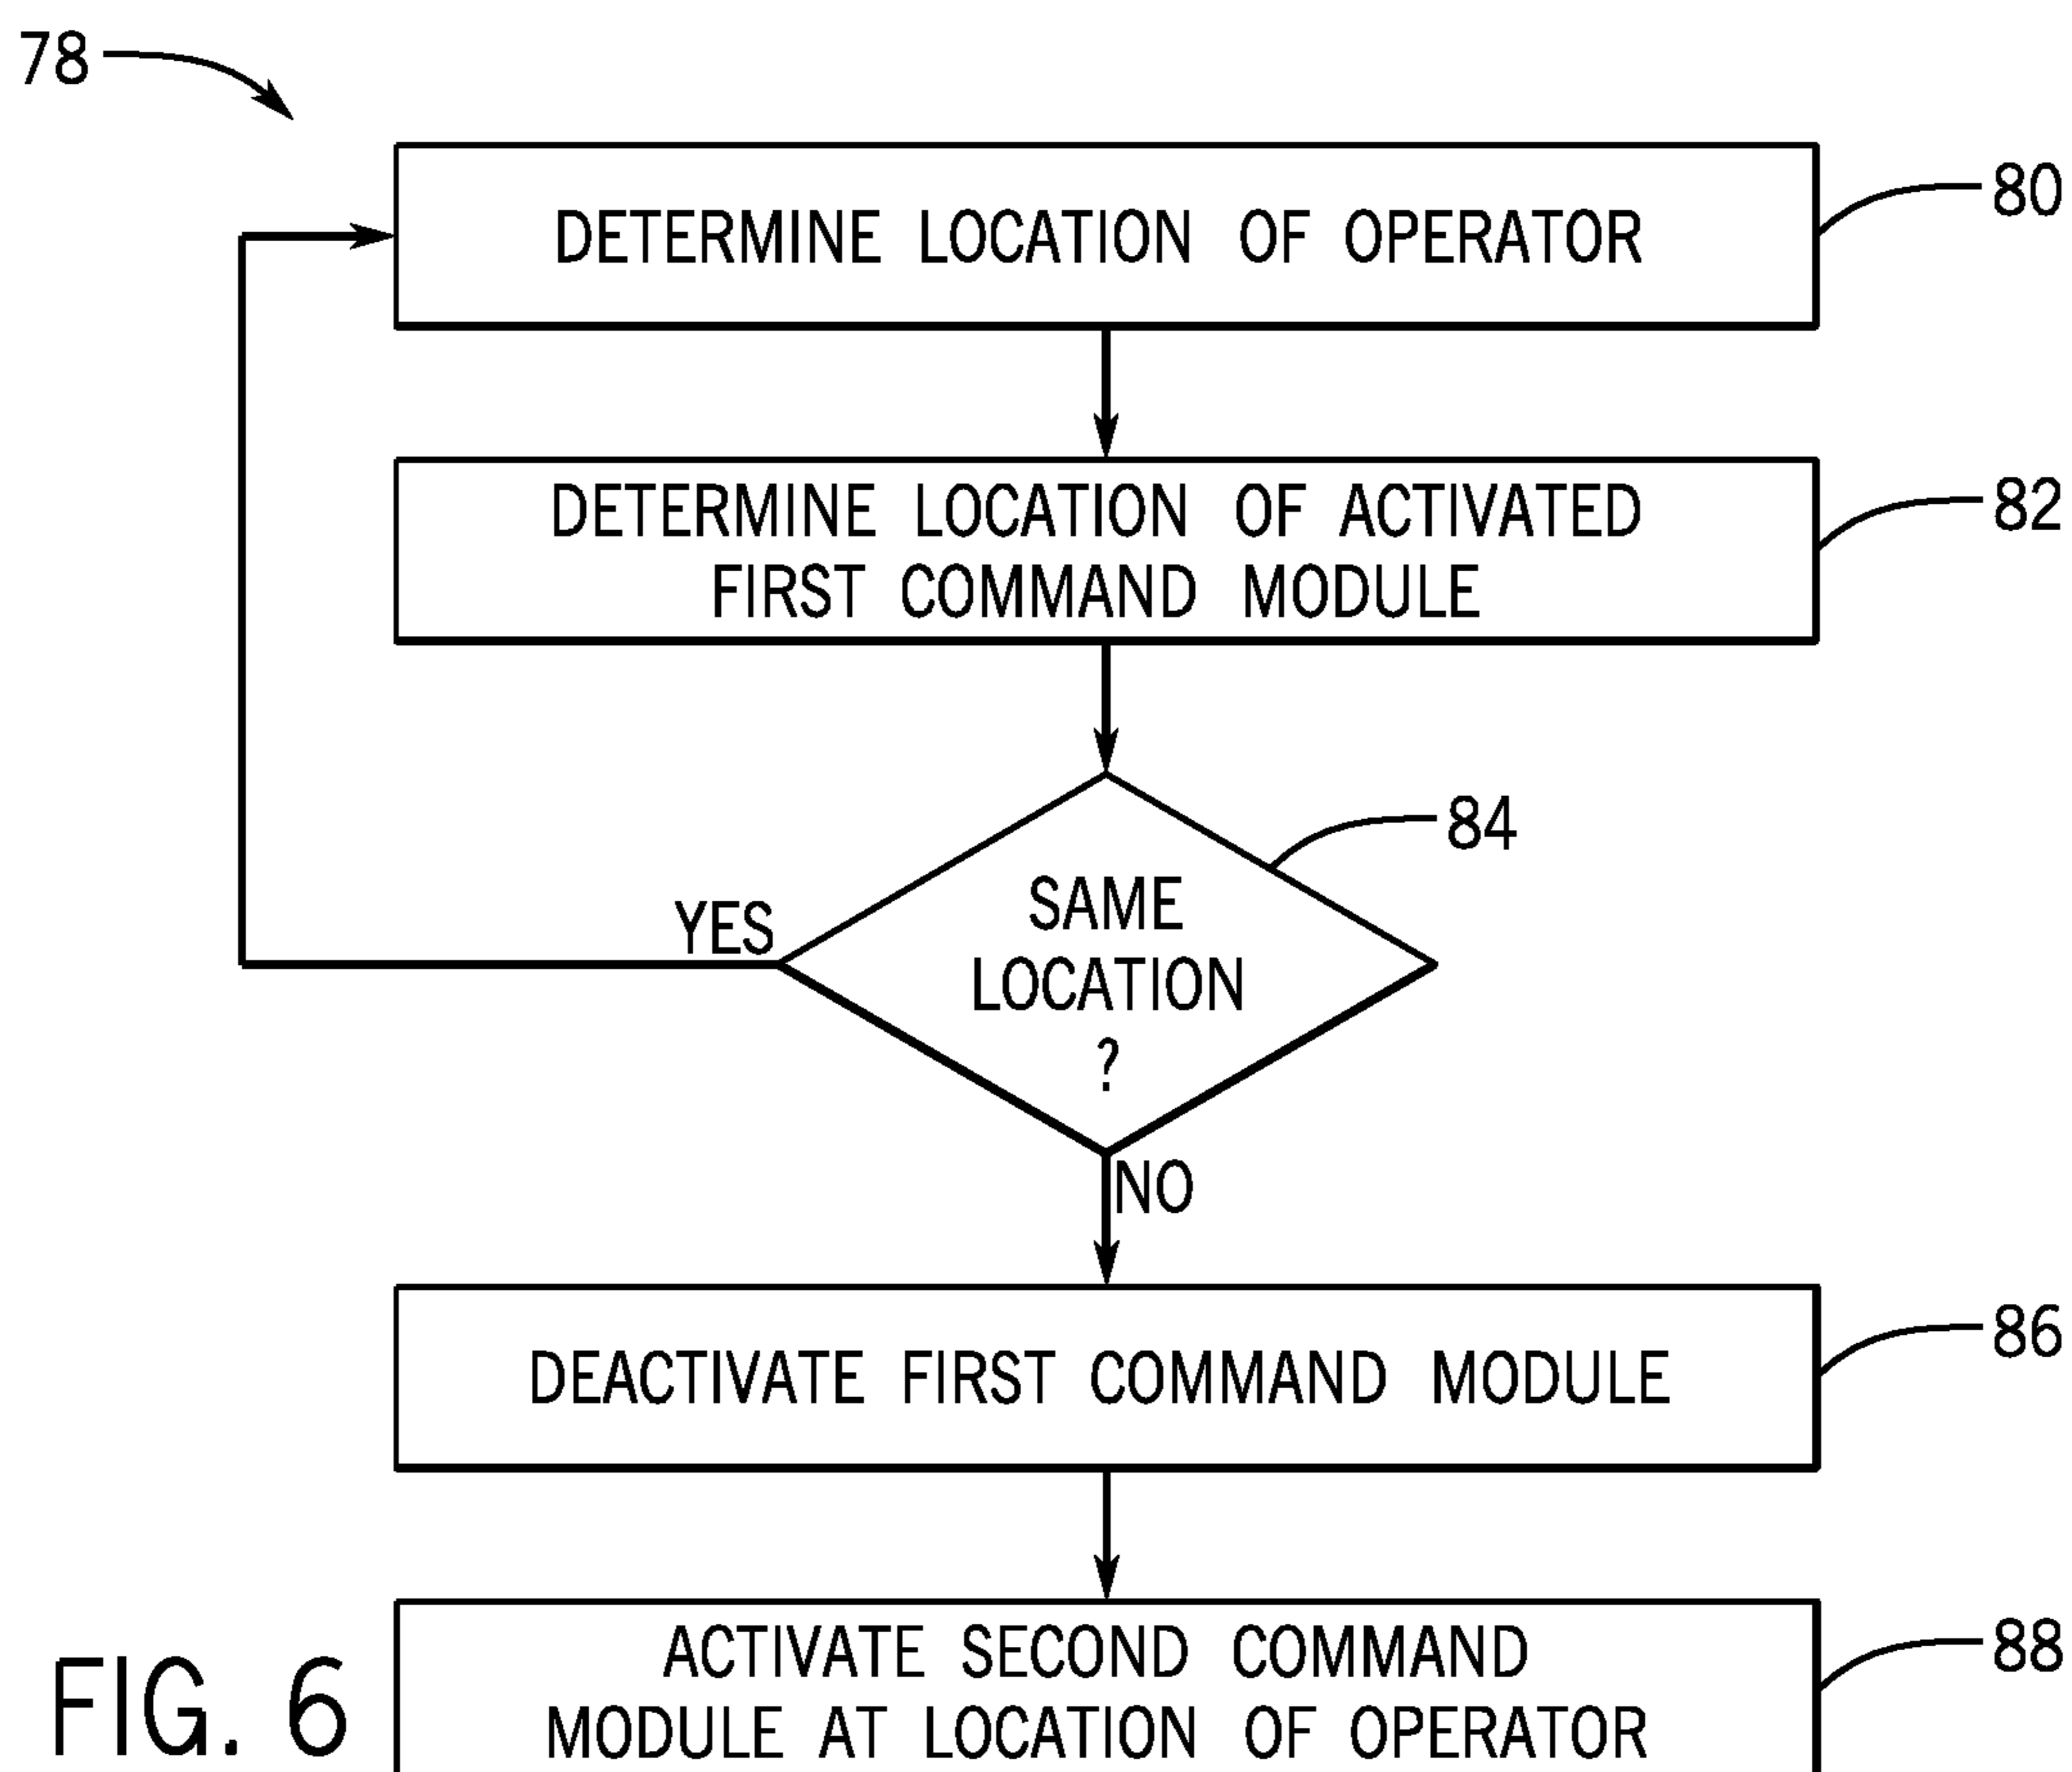 78
DETERMINE LOCATION OF OPERATOR
80
DETERMINE LOCATION OF ACTIVATED
FIRST COMMAND MODULE
82
SAME
LOCATION
?
84
YES
NO
DEACTIVATE FIRST COMMAND MODULE
86
ACTIVATE SECOND COMMAND
MODULE AT LOCATION OF OPERATOR
88
FIG. 6